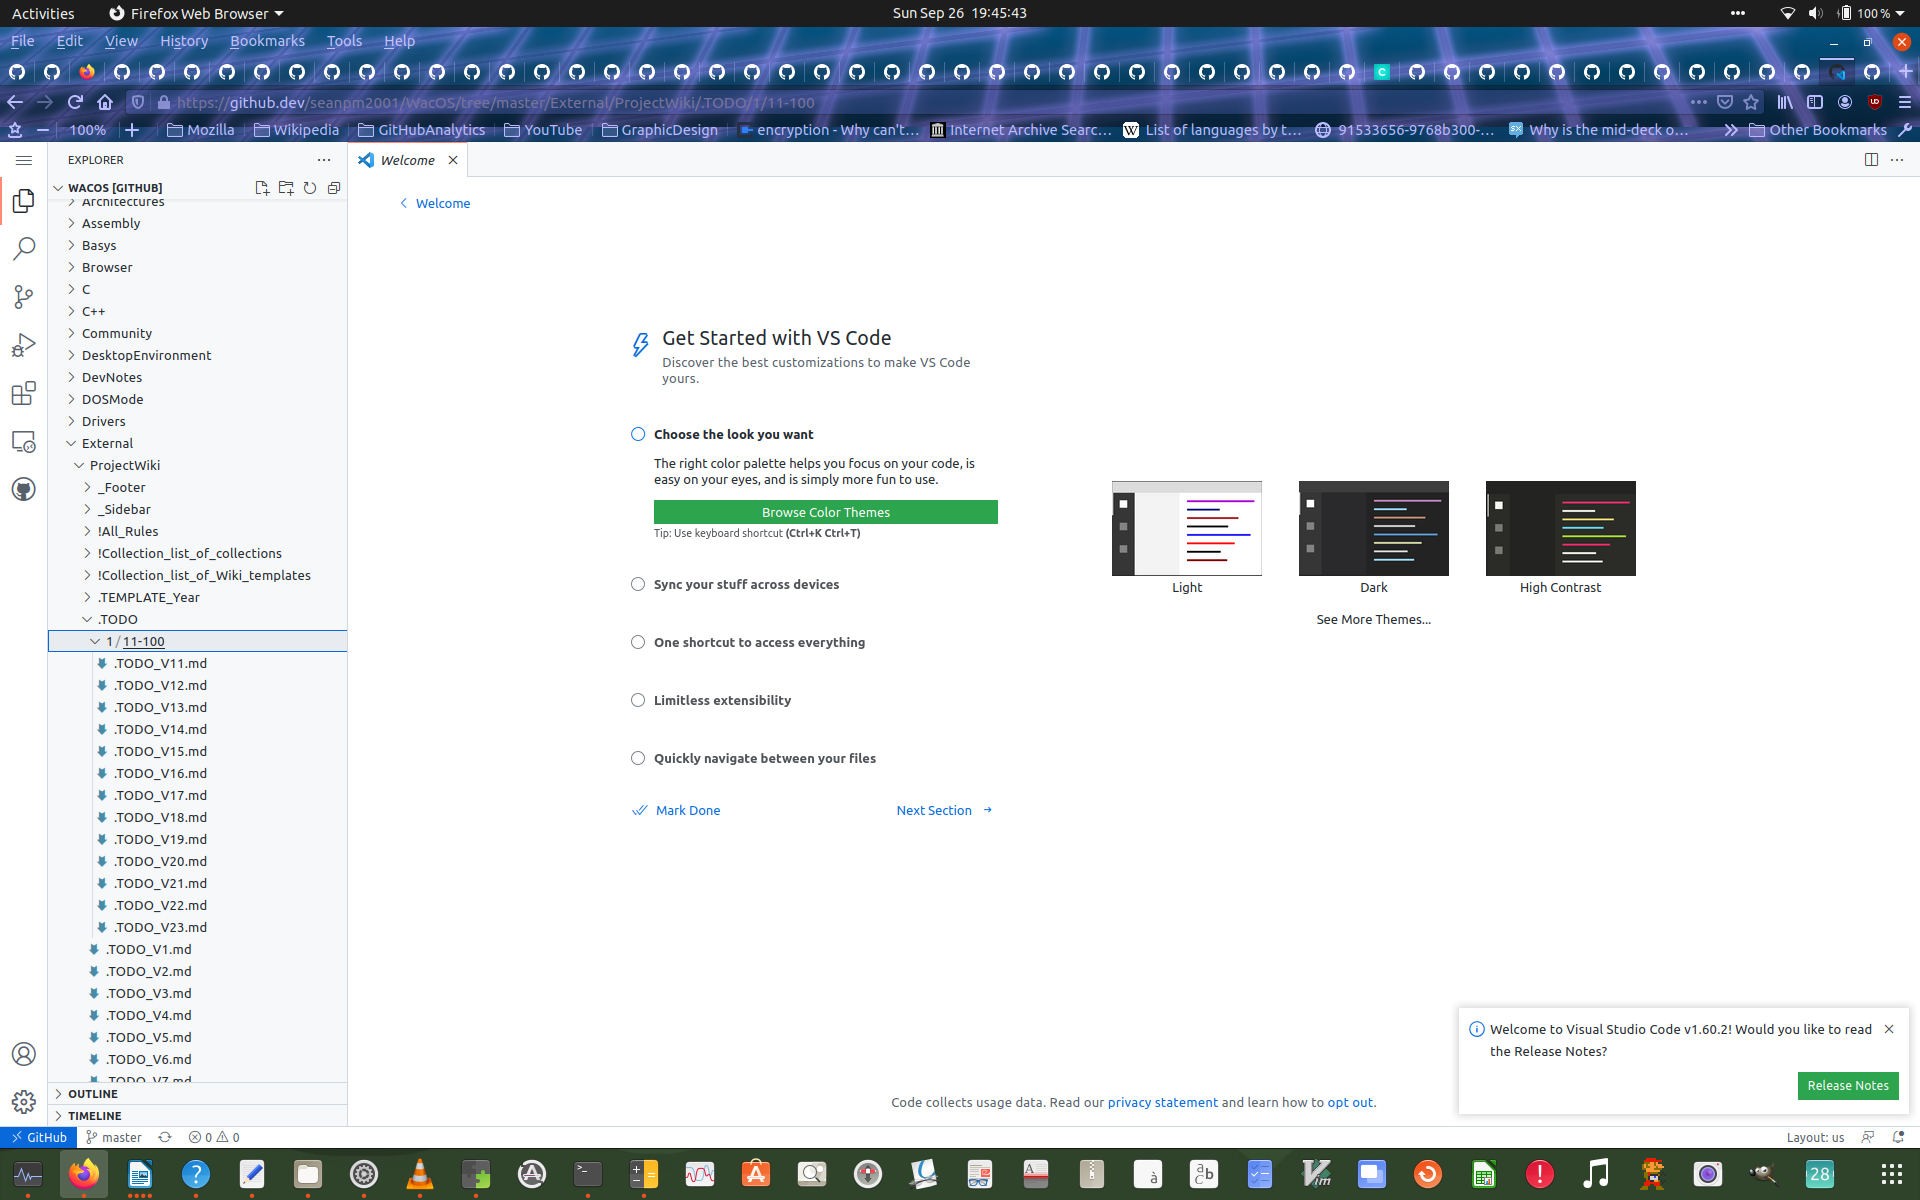 Activities
Firefox Web Browser
Sun Sep 26 19:45:43
100 %
File Edit View History Bookmarks Tools Help
https://github.dev/seanpm2001/WacOS/tree/master/External/ProjectWiki/.TODO/1/11-100
100%
Mozilla
Wikipedia
GitHubAnalytics
YouTube
GraphicDesign
encryption - Why can't...
Internet Archive Searc...
List of languages by t...
91533656-9768b300-...
Why is the mid-deck o...
Other Bookmarks
EXPLORER
WACOS [GITHUB]
Architectures
Assembly
Basys
Browser
C
C++
Community
DesktopEnvironment
DevNotes
DOSMode
Drivers
External
ProjectWiki
_Footer
_Sidebar
!All_Rules
!Collection_list_of_collections
!Collection_list_of_Wiki_templates
.TEMPLATE_Year
.TODO
1 / 11-100
.TODO_V11.md
.TODO_V12.md
.TODO_V13.md
.TODO_V14.md
.TODO_V15.md
.TODO_V16.md
.TODO_V17.md
.TODO_V18.md
.TODO_V19.md
.TODO_V20.md
.TODO_V21.md
.TODO_V22.md
.TODO_V23.md
.TODO_V1.md
.TODO_V2.md
.TODO_V3.md
.TODO_V4.md
.TODO_V5.md
.TODO_V6.md
.TODO_V7.md
OUTLINE
TIMELINE
Welcome
Welcome
Get Started with VS Code
Discover the best customizations to make VS Code
yours.
Choose the look you want
The right color palette helps you focus on your code, is
easy on your eyes, and is simply more fun to use.
Browse Color Themes
Tip: Use keyboard shortcut (Ctrl+K Ctrl+T)
Sync your stuff across devices
One shortcut to access everything
Limitless extensibility
Quickly navigate between your files
Mark Done
Next Section
Light
Dark
High Contrast
See More Themes...
Welcome to Visual Studio Code v1.60.2! Would you like to read
the Release Notes?
Release Notes
Code collects usage data. Read our privacy statement and learn how to opt out.
GitHub
master
0
0
Layout: us
28